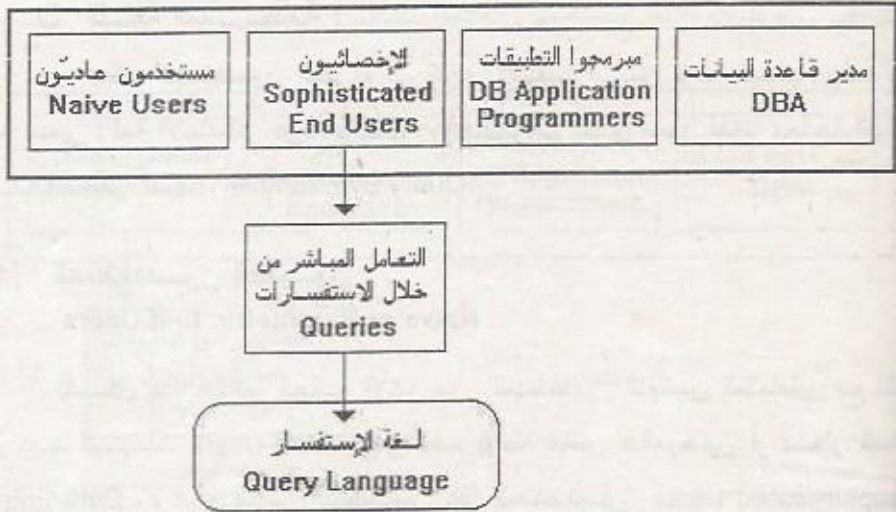 مستخدمون عاديّون
Naive Users
الإخصائيون
Sophisticated
End Users
مبرمجوا التطبيقات
DB Application
Programmers
مدير قاعدة البيانات
DBA
التعامل المباشر من
خلال الاستفسارات
Queries
لغة الإستفسار
Query Language